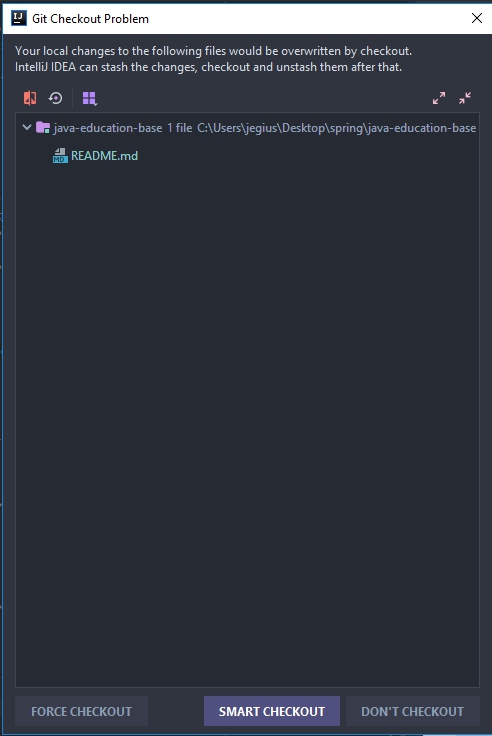 Git Checkout Problem
Your local changes to the following files would be overwritten by checkout.
IntelliJ IDEA can stash the changes, checkout and unstash them after that.
java-education-base 1 file C:\Users\jegius\Desktop\spring\java-education-base
README.md
FORCE CHECKOUT SMART CHECKOUT DON'T CHECKOUT